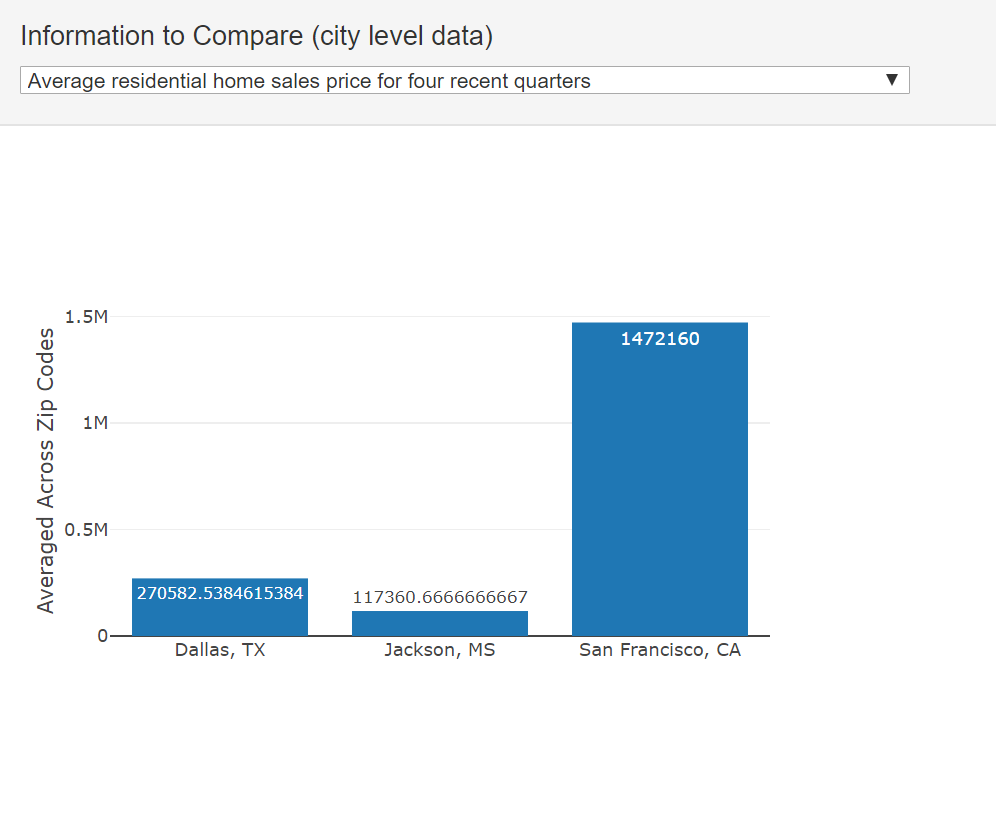 Information to Compare (city level data)
Average residential home sales price for four recent quarters
▼
Averaged Across Zip Codes
1.5M
1M
0.5M
0
1472160
270582.5384615384
117360.6666666667
Dallas, TX
Jackson, MS
San Francisco, CA